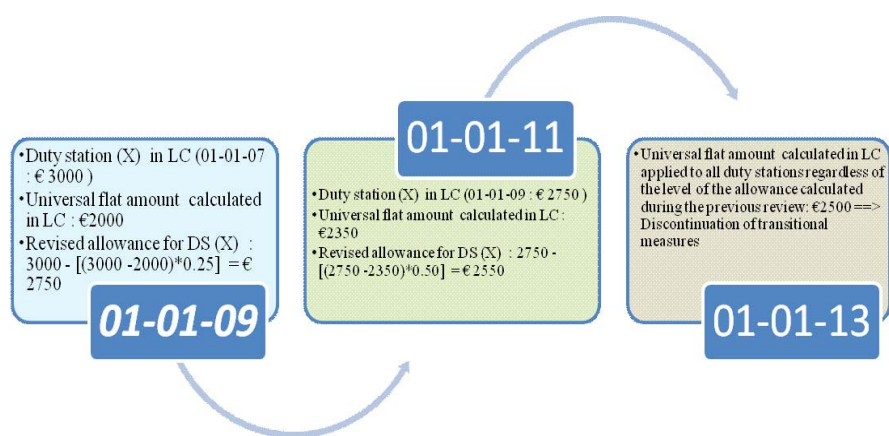 •Duty station (X) in LC (01-01-07
: € 3000 )
•Universal flat amount calculated
in LC : €2000
•Revised allowance for DS (X) :
3000 - [(3000 -2000)*0.25] = €
2750
01-01-09
01-01-11
•Duty station (X) in LC (01-01-09 : € 2750 )
•Universal flat amount calculated in LC :
€2350
•Revised allowance for DS (X) : 2750 -
[(2750 -2350)*0.50] = € 2550
•Universal flat amount calculated in LC
applied to all duty stations regardless of
the level of the allowance calculated
during the previous review: €2500 ==>
Discontinuation of transitional
measures
01-01-13